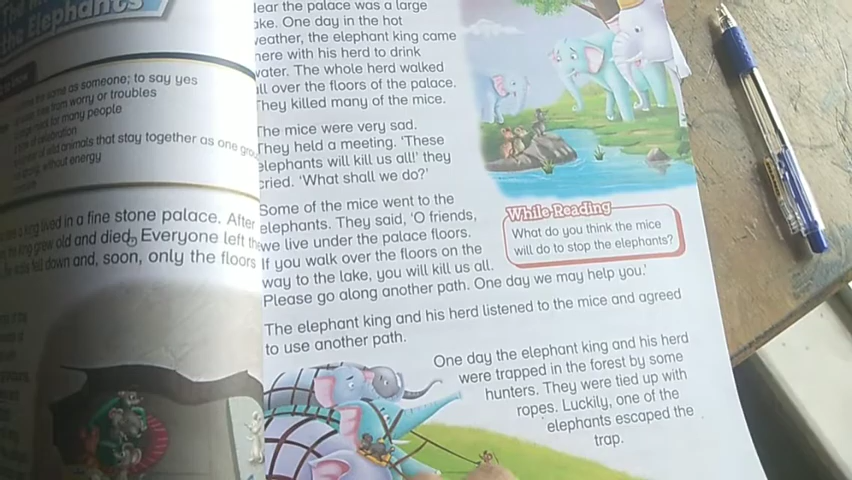 the Elephants
the same as someone; to say yes
free from worry or troubles
for many people
of celebration
of wild animals that stay together as one
without energy
king lived in a fine stone palace. After
the king grew old and died. Everyone left the
fell down and, soon, only the floors
ear the palace was a large
ke. One day in the hot
eather, the elephant king came
here with his herd to drink
ater. The whole herd walked
ll over the floors of the palace.
They killed many of the mice.
The mice were very sad.
They held a meeting. 'These
elephants will kill us all!' they
cried. 'What shall we do?'
Some of the mice went to the
elephants. They said, 'O friends,
we live under the palace floors.
If you walk over the floors on the
way to the lake, you will kill us all.
Please go along another path. One day we may help you.'
While Reading
What do you think the mice
will do to stop the elephants?
The elephant king and his herd listened to the mice and agreed
to use another path.
One day the elephant king and his herd
were trapped in the forest by some
hunters. They were tied up with
ropes. Luckily, one of the
elephants escaped the
trap.